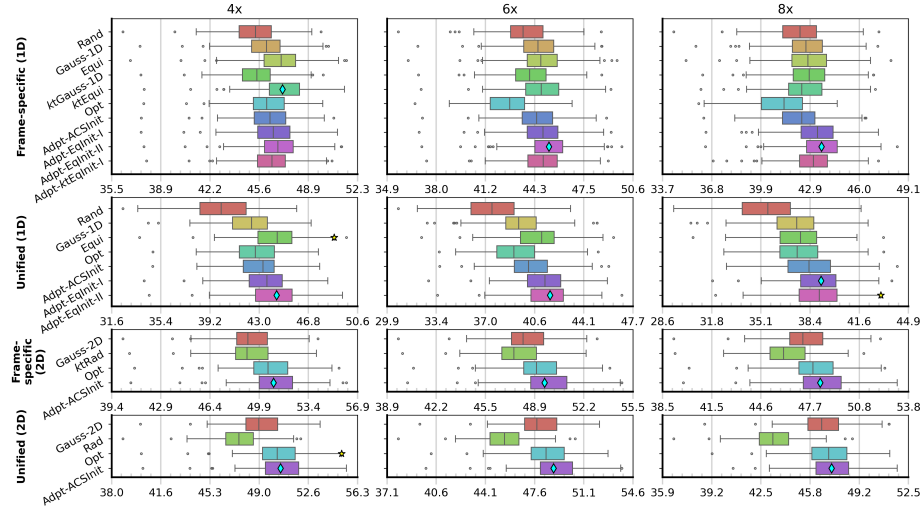 4x 6x 8x
Frame-specific (1D)
Rand
Gauss-1D
Equi
ktGauss-1D
ktEqui
Opt
Adpt-ACSInit
Adpt-EqInit-I
Adpt-EqInit-II
Adpt-ktEqInit-I
35.5 38.9 42.2 45.6 48.9 52.3 34.9 38.0 41.2 44.3 47.5 50.6 33.7 36.8 39.9 42.9 46.0 49.1
Unified (1D)
Rand
Gauss-1D
Equi
Opt
Adpt-ACSInit
Adpt-EqInit-I
Adpt-EqInit-II
31.6 35.4 39.2 43.0 46.8 50.6 29.9 33.4 37.0 40.6 44.1 47.7 28.6 31.8 35.1 38.4 41.6 44.9
Frame-
specific
(2D)
Gauss-2D
ktRad
Opt
Adpt-ACSInit
39.4 42.9 46.4 49.9 53.4 56.9 38.9 42.2 45.5 48.9 52.2 55.5 38.5 41.5 44.6 47.7 50.8 53.8
Unified (2D)
Gauss-2D
Rad
Opt
Adpt-ACSInit
38.0 41.6 45.3 49.0 52.6 56.3 37.1 40.6 44.1 47.6 51.1 54.6 35.9 39.2 42.5 45.8 49.2 52.5